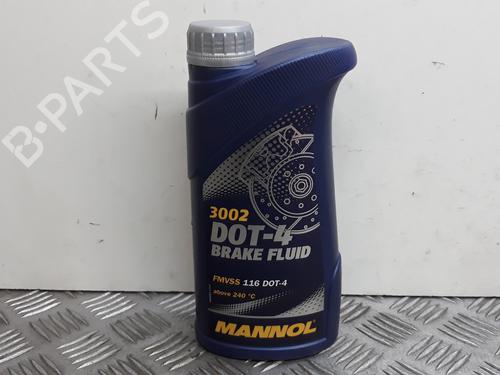 B-PARTS
3002
DOT-4
BRAKE FLUID
FMVSS 116 DOT-4
above 240 °C
MANNOL